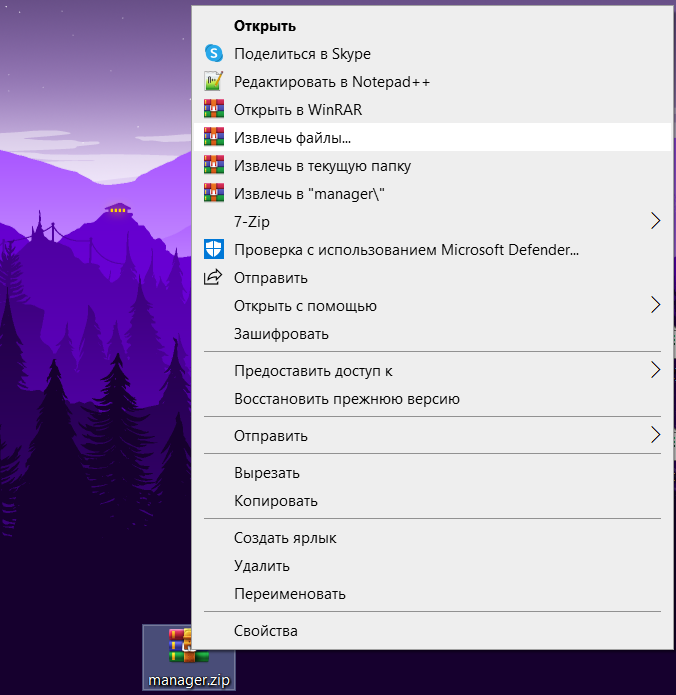 Открыть
Поделиться в Skype
Редактировать в Notepad++
Открыть в WinRAR
Извлечь файлы...
Извлечь в текущую папку
Извлечь в "manager\"
7-Zip
Проверка с использованием Microsoft Defender...
Отправить
Открыть с помощью
Зашифровать
Предоставить доступ к
Восстановить прежнюю версию
Отправить
Вырезать
Копировать
Создать ярлык
Удалить
Переименовать
Свойства
manager.zip